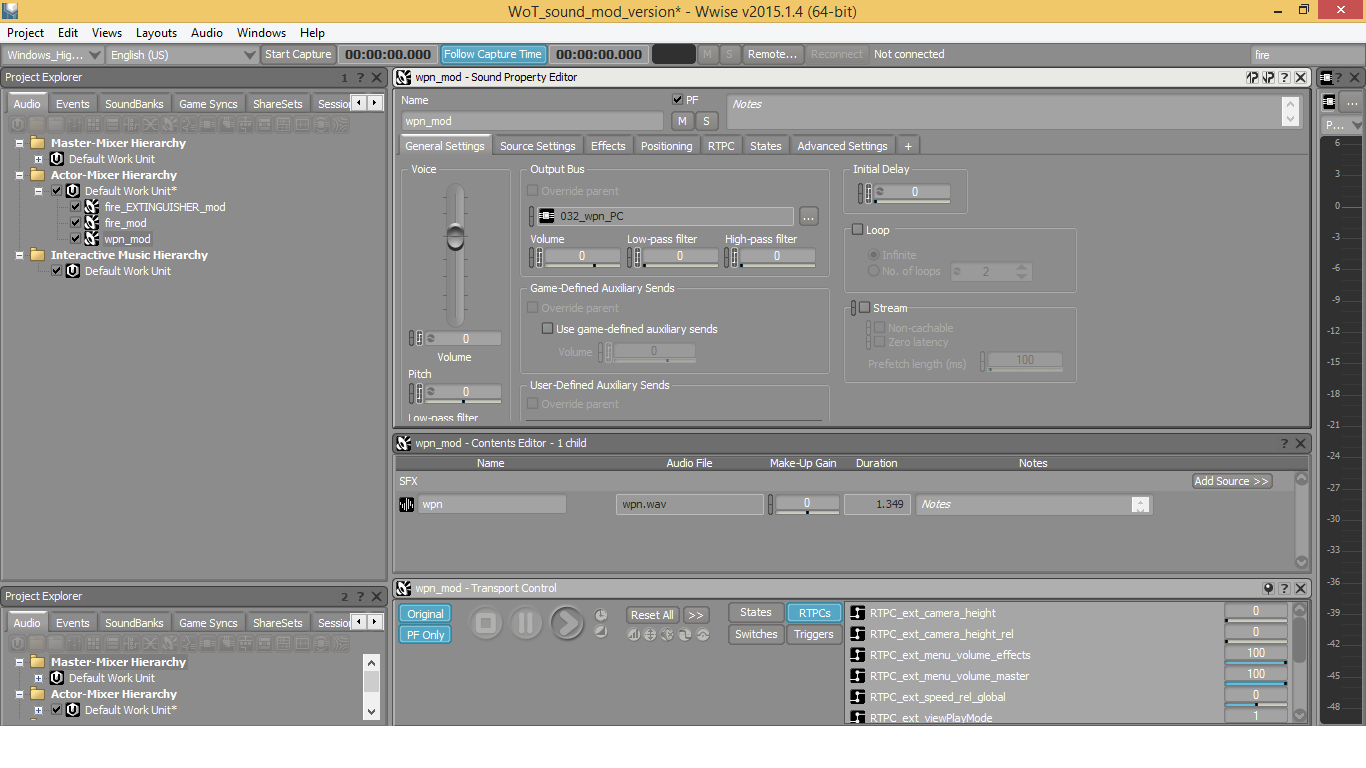 WoT_sound_mod_version* - Wwise v2015.1.4 (64-bit)
Project Edit Views Layouts Audio Windows Help
Windows_Hig... English (US) Start Capture 00:00:00.000 Follow Capture Time 00:00:00.000 M S Remote... Reconnect Not connected fire
Project Explorer 1 ?
Audio Events SoundBanks Game Syncs ShareSets Sessio
Master-Mixer Hierarchy
Default Work Unit
Actor-Mixer Hierarchy
Default Work Unit*
fire_EXTINGUISHER_mod
fire_mod
wpn_mod
Interactive Music Hierarchy
Default Work Unit
Project Explorer 2 ?
Audio Events SoundBanks Game Syncs ShareSets Sessio
Master-Mixer Hierarchy
Default Work Unit
Actor-Mixer Hierarchy
Default Work Unit*
wpn_mod - Sound Property Editor ?
Name PF Notes
wpn_mod M S
General Settings Source Settings Effects Positioning RTPC States Advanced Settings +
Voice
0
Volume
Pitch
0
Low-pass filter
Output Bus
Override parent
032_wpn_PC ...
Volume Low-pass filter High-pass filter
0 0 0
Game-Defined Auxiliary Sends
Override parent
Use game-defined auxiliary sends
Volume 0
User-Defined Auxiliary Sends
Override parent
Initial Delay
0
Loop
Infinite
No. of loops 2
Stream
Non-cachable
Zero latency
Prefetch length (ms) 100
wpn_mod - Contents Editor - 1 child ?
Name Audio File Make-Up Gain Duration Notes
SFX Add Source >>
wpn wpn.wav 0 1.349 Notes
wpn_mod - Transport Control ?
Original Reset All >> States RTPCs
PF Only Switches Triggers
RTPC_ext_camera_height 0
RTPC_ext_camera_height_rel 0
RTPC_ext_menu_volume_effects 100
RTPC_ext_menu_volume_master 100
RTPC_ext_speed_rel_global 0
RTPC_ext_viewPlayMode 1
?
...
P...
6
3
0
-3
-6
-9
-12
-15
-18
-21
-24
-27
-30
-33
-36
-39
-42
-45
-48